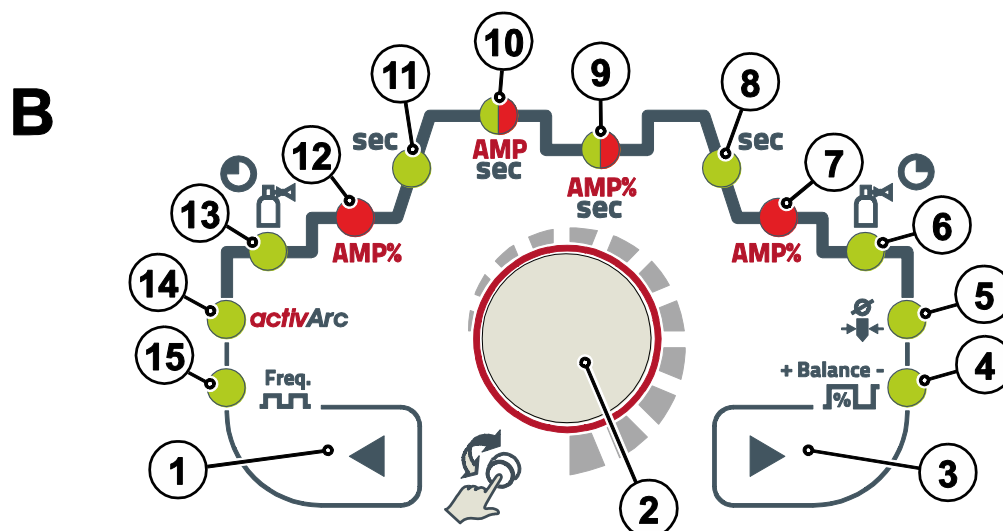 B
10
11
9
8
sec
AMP
sec
sec
12
AMP%
sec
7
13
AMP%
AMP%
6
14
activArc
5
15
Freq.
+ Balance -
%
4
1
2
3